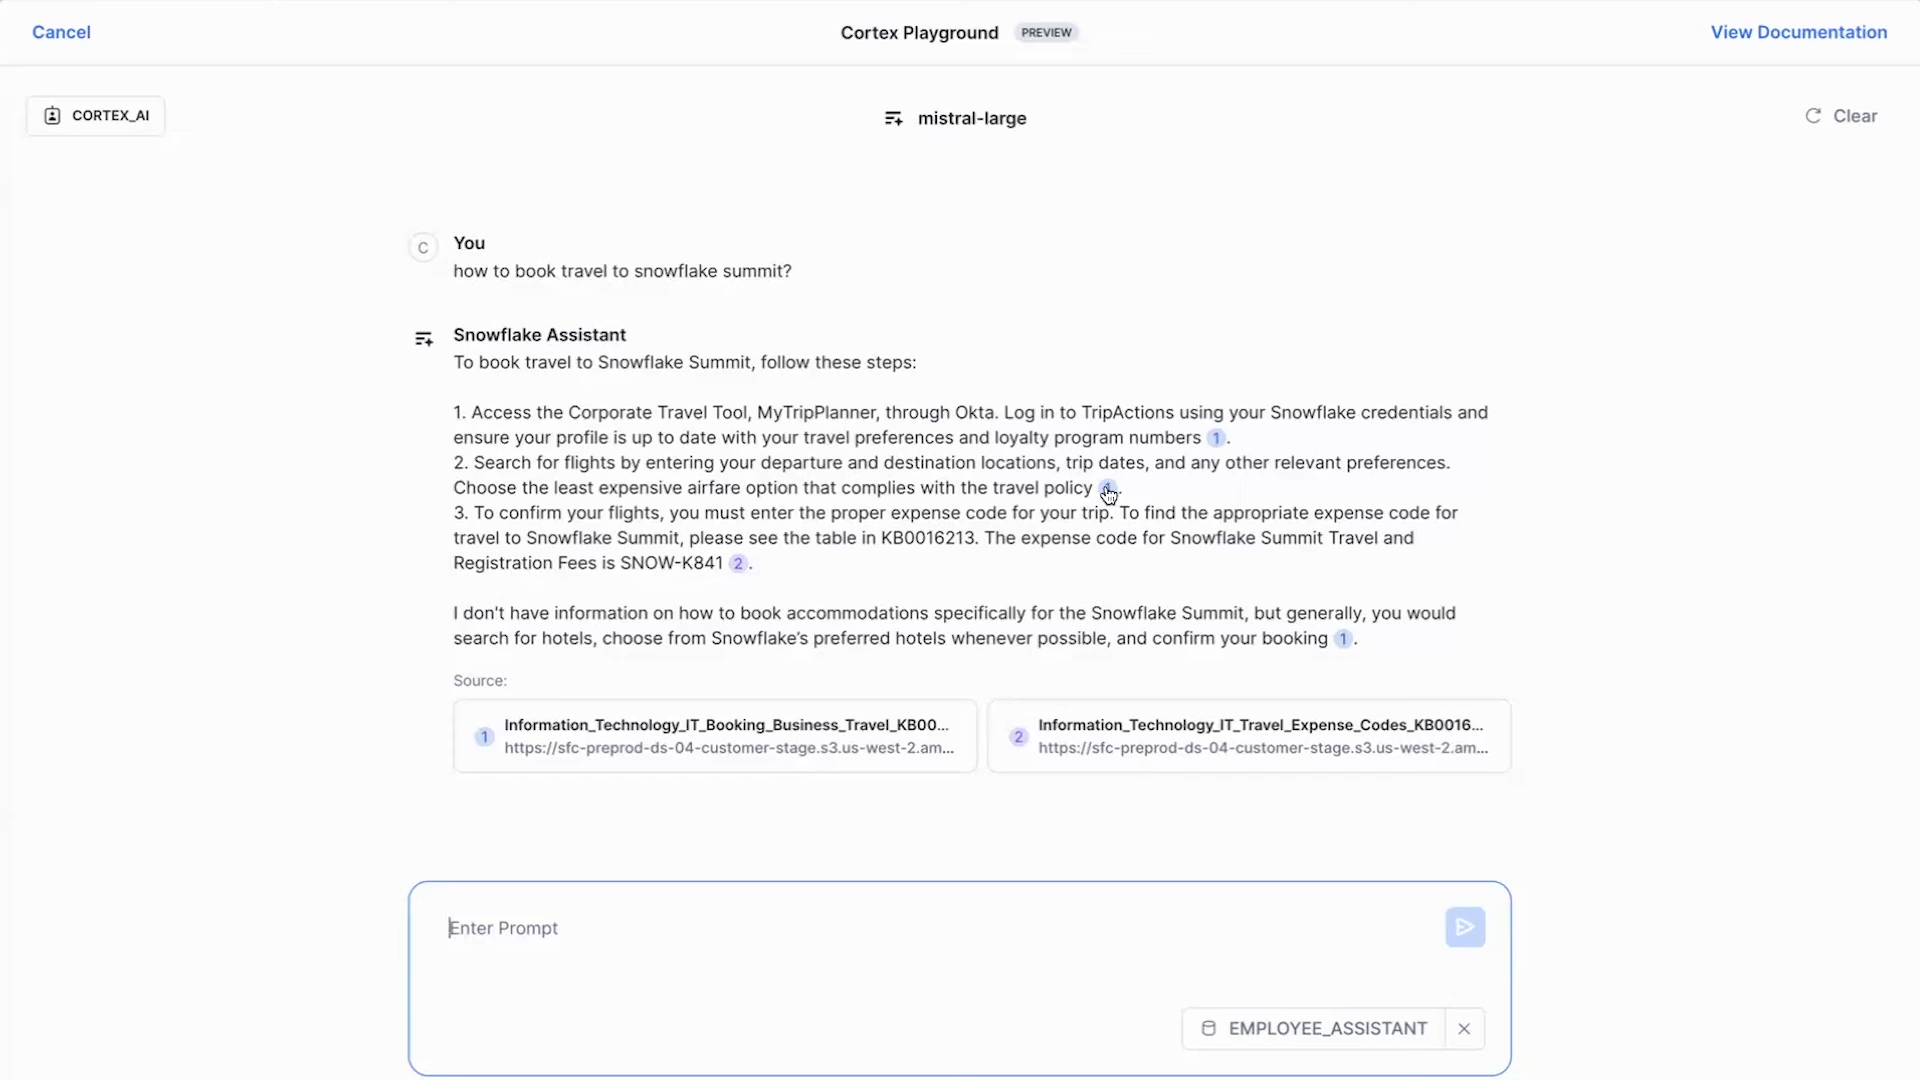 Cancel
Cortex Playground PREVIEW
View Documentation
CORTEX_AI
mistral-large
Clear
C
You
how to book travel to snowflake summit?
Snowflake Assistant
To book travel to Snowflake Summit, follow these steps:
1. Access the Corporate Travel Tool, MyTripPlanner, through Okta. Log in to TripActions using your Snowflake credentials and
ensure your profile is up to date with your travel preferences and loyalty program numbers 1.
2. Search for flights by entering your departure and destination locations, trip dates, and any other relevant preferences.
Choose the least expensive airfare option that complies with the travel policy .
3. To confirm your flights, you must enter the proper expense code for your trip. To find the appropriate expense code for
travel to Snowflake Summit, please see the table in KB0016213. The expense code for Snowflake Summit Travel and
Registration Fees is SNOW-K841 2.
I don't have information on how to book accommodations specifically for the Snowflake Summit, but generally, you would
search for hotels, choose from Snowflake’s preferred hotels whenever possible, and confirm your booking 1.
Source:
1
Information_Technology_IT_Booking_Business_Travel_KB00...
https://sfc-preprod-ds-04-customer-stage.s3.us-west-2.am...
2
Information_Technology_IT_Travel_Expense_Codes_KB0016...
https://sfc-preprod-ds-04-customer-stage.s3.us-west-2.am...
Enter Prompt
EMPLOYEE_ASSISTANT